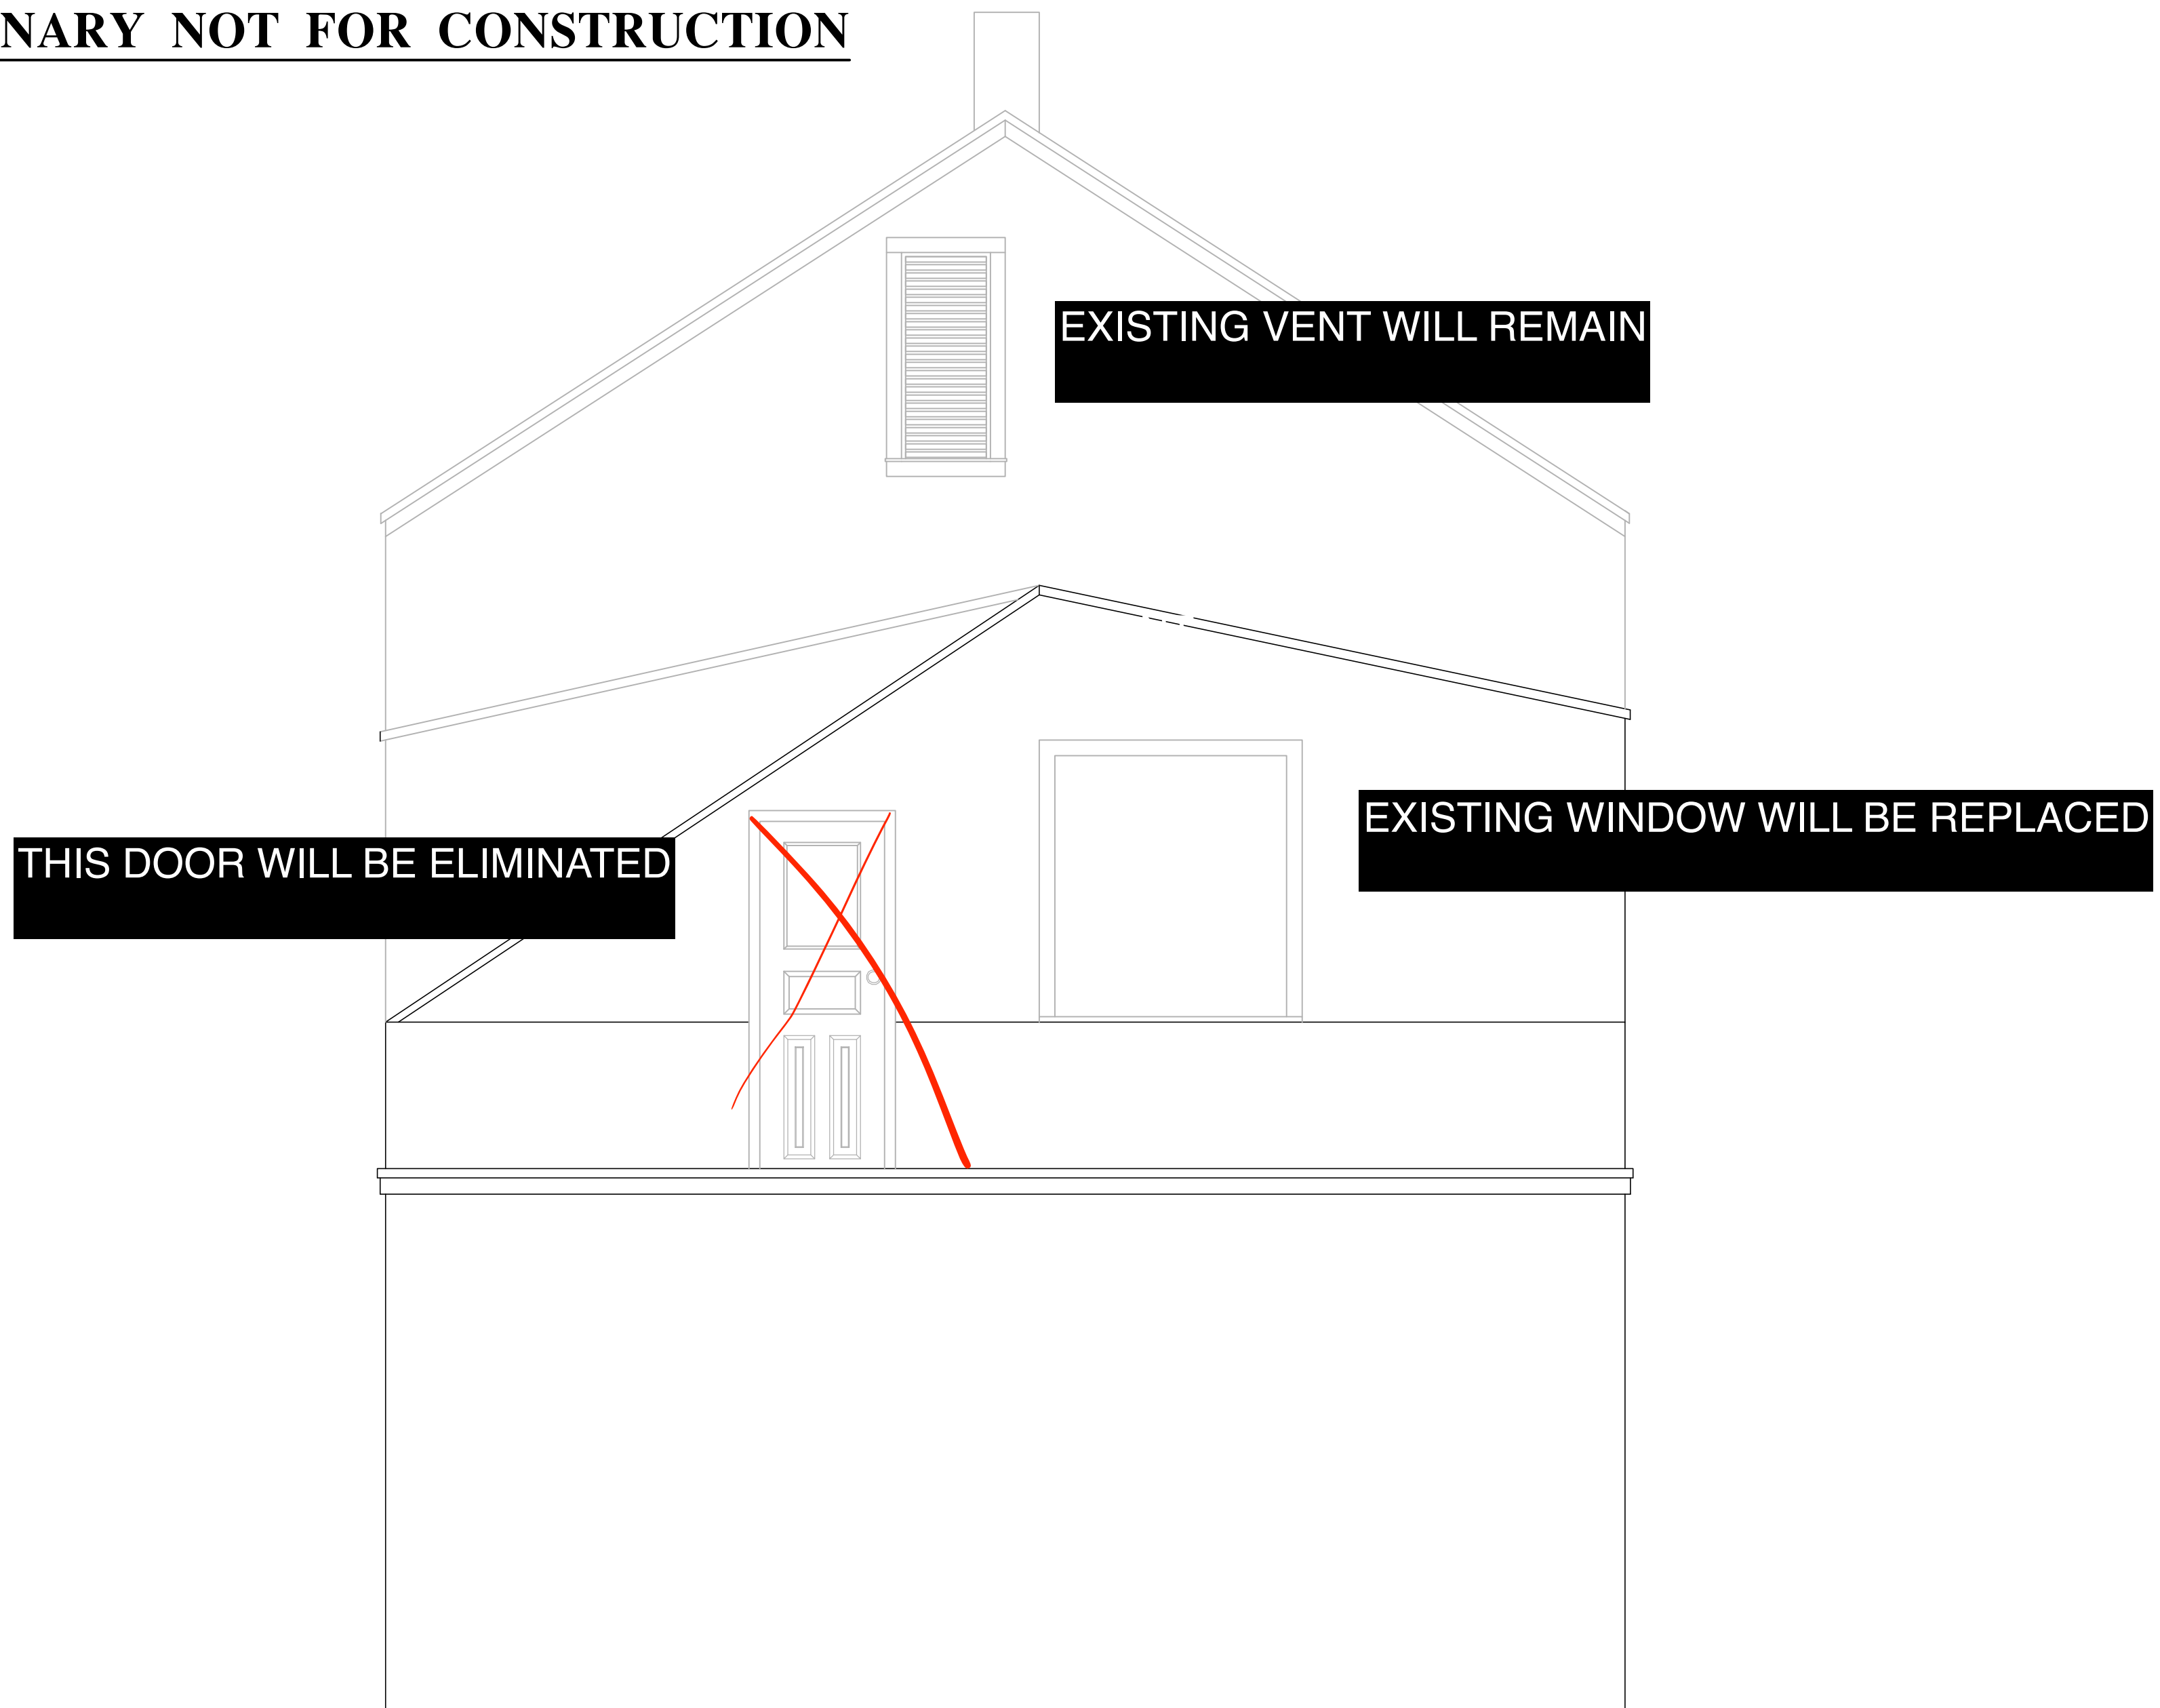 NARY NOT FOR CONSTRUCTION
EXISTING VENT WILL REMAIN
EXISTING WINDOW WILL BE REPLACED
THIS DOOR WILL BE ELIMINATED